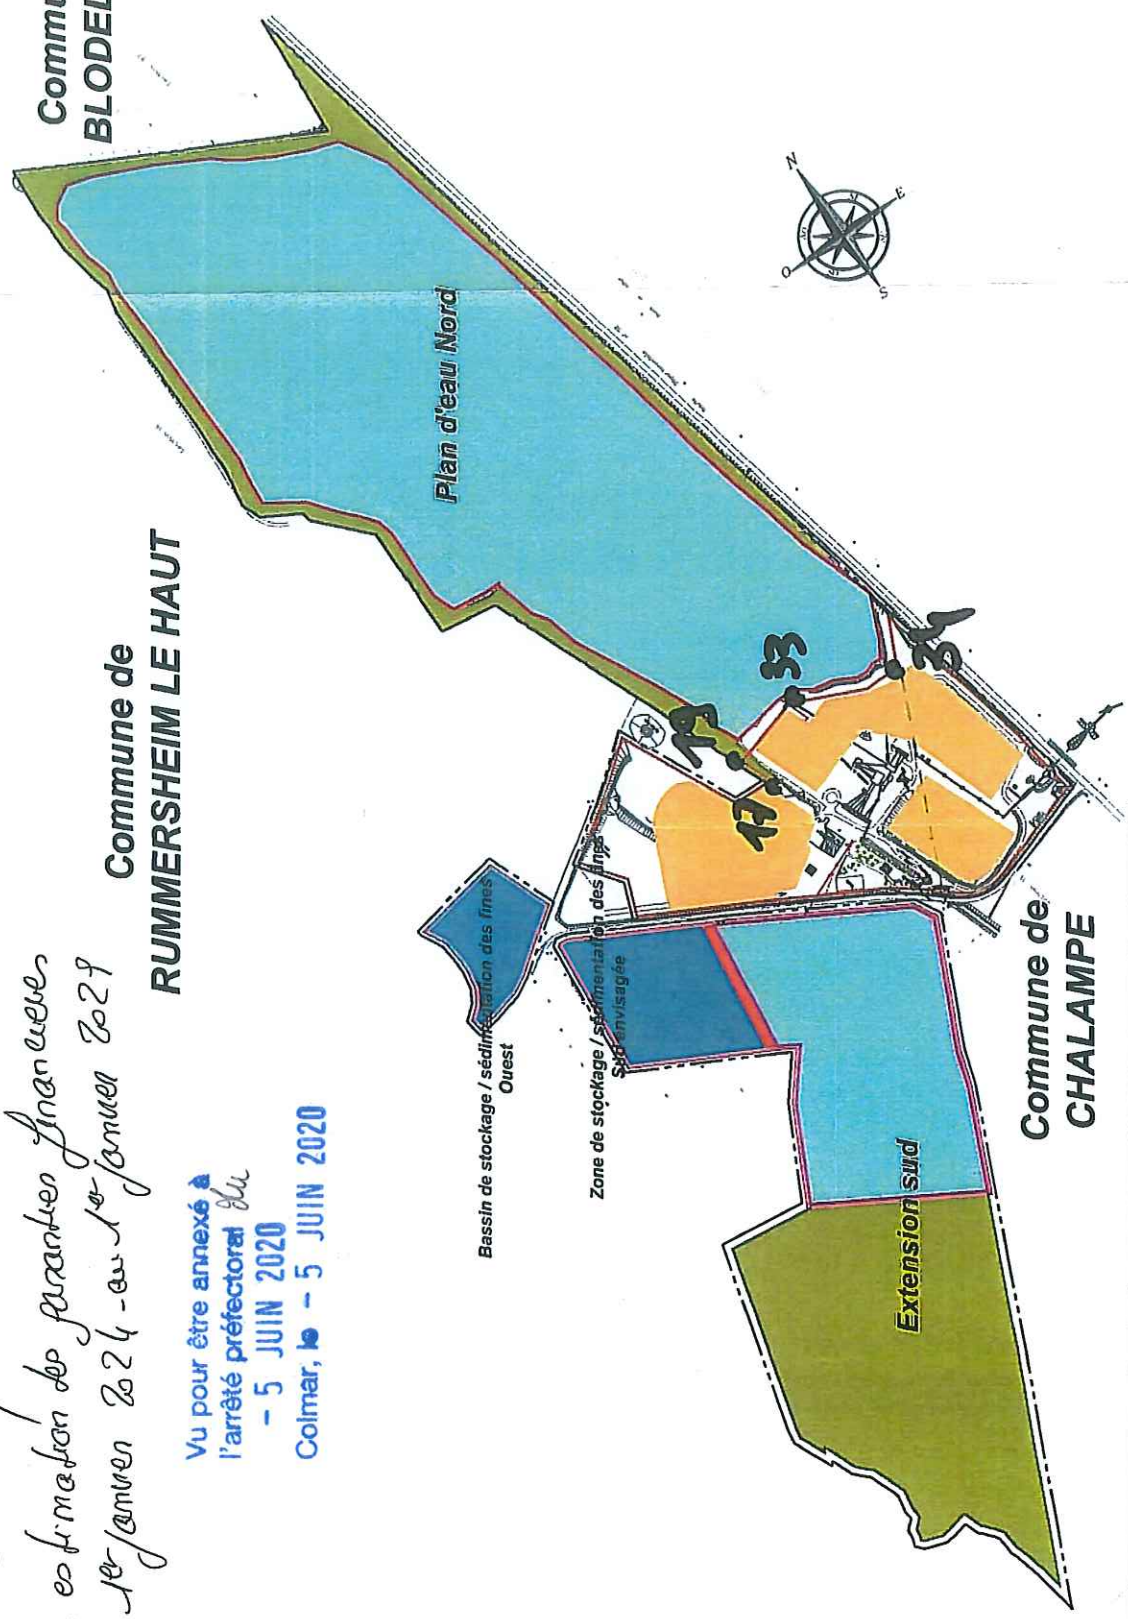 estimation des garanties financières
1er janvier 2024 - au 1er janvier 2029
Vu pour être annexé à
l'arrêté préfectoral du
- 5 JUIN 2020
Colmar, le - 5 JUIN 2020
Commune de
RUMMERSHEIM LE HAUT
Commu
BLODEL
Plan d'eau Nord
N
E
S
O
33
34
19
17
Bassin de stockage / sédimentation des fines
Ouest
Zone de stockage / sédimentation des fines
Sud envisagée
Extension sud
Commune de
CHALAMPE